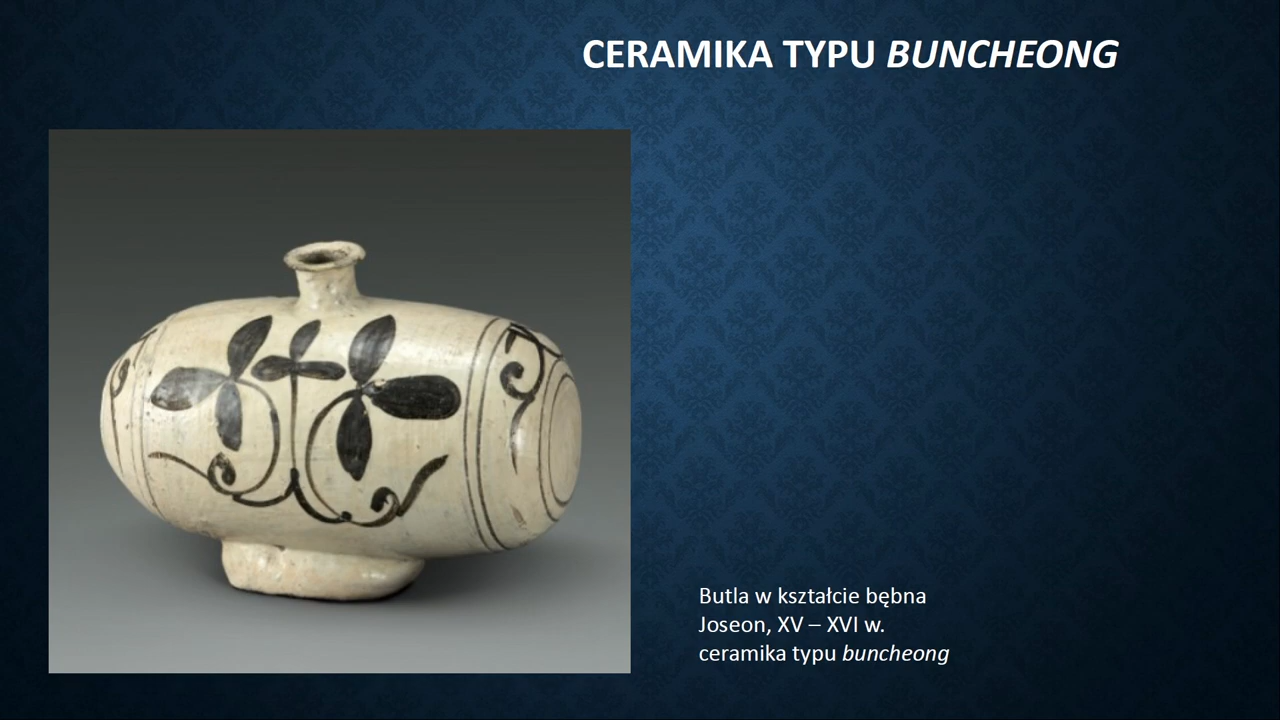 CERAMIKA TYPU BUNCHEONG
Butla w kształcie bębna
Joseon, XV – XVI w.
ceramika typu buncheong